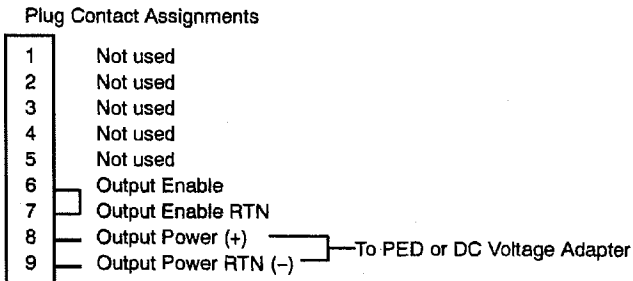 Plug Contact Assignments
1 Not used
2 Not used
3 Not used
4 Not used
5 Not used
6 Output Enable
7 Output Enable RTN
8 Output Power (+)
To PED or DC Voltage Adapter
9 Output Power RTN (–)